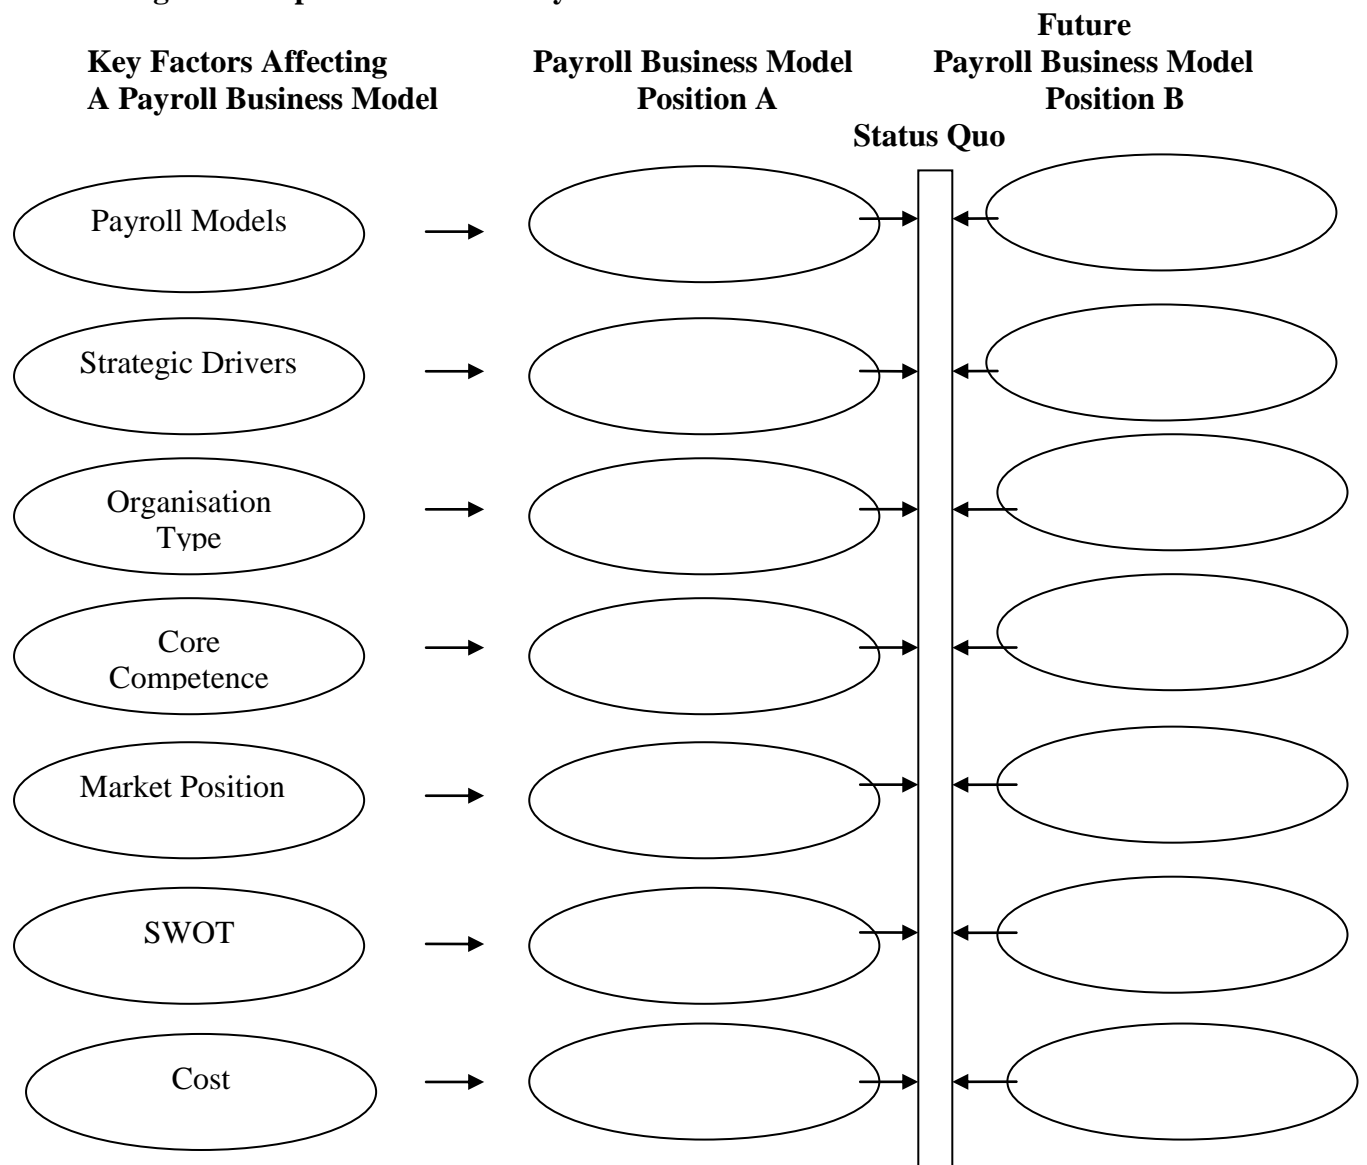 Future
Key Factors Affecting
A Payroll Business Model
Payroll Business Model
Position A
Payroll Business Model
Position B
Status Quo
Payroll Models
Strategic Drivers
Organisation
Type
Core
Competence
Market Position
SWOT
Cost